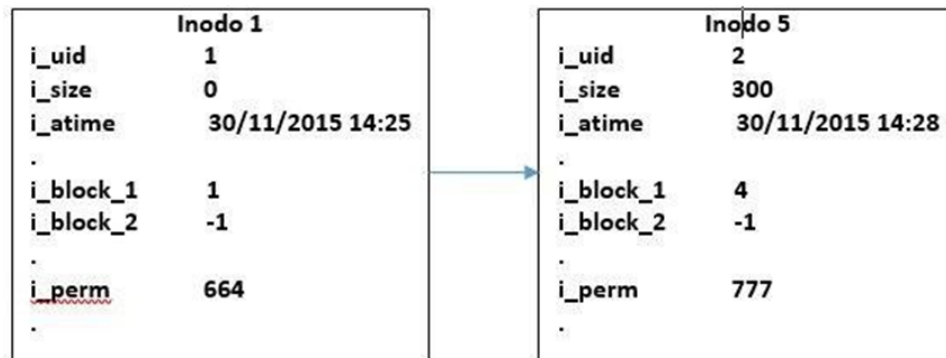 Inodo 1
i_uid 1
i_size 0
i_atime 30/11/2015 14:25
.
i_block_1 1
i_block_2 -1
.
i_perm 664
.
Inodo 5
i_uid 2
i_size 300
i_atime 30/11/2015 14:28
.
i_block_1 4
i_block_2 -1
.
i_perm 777
.